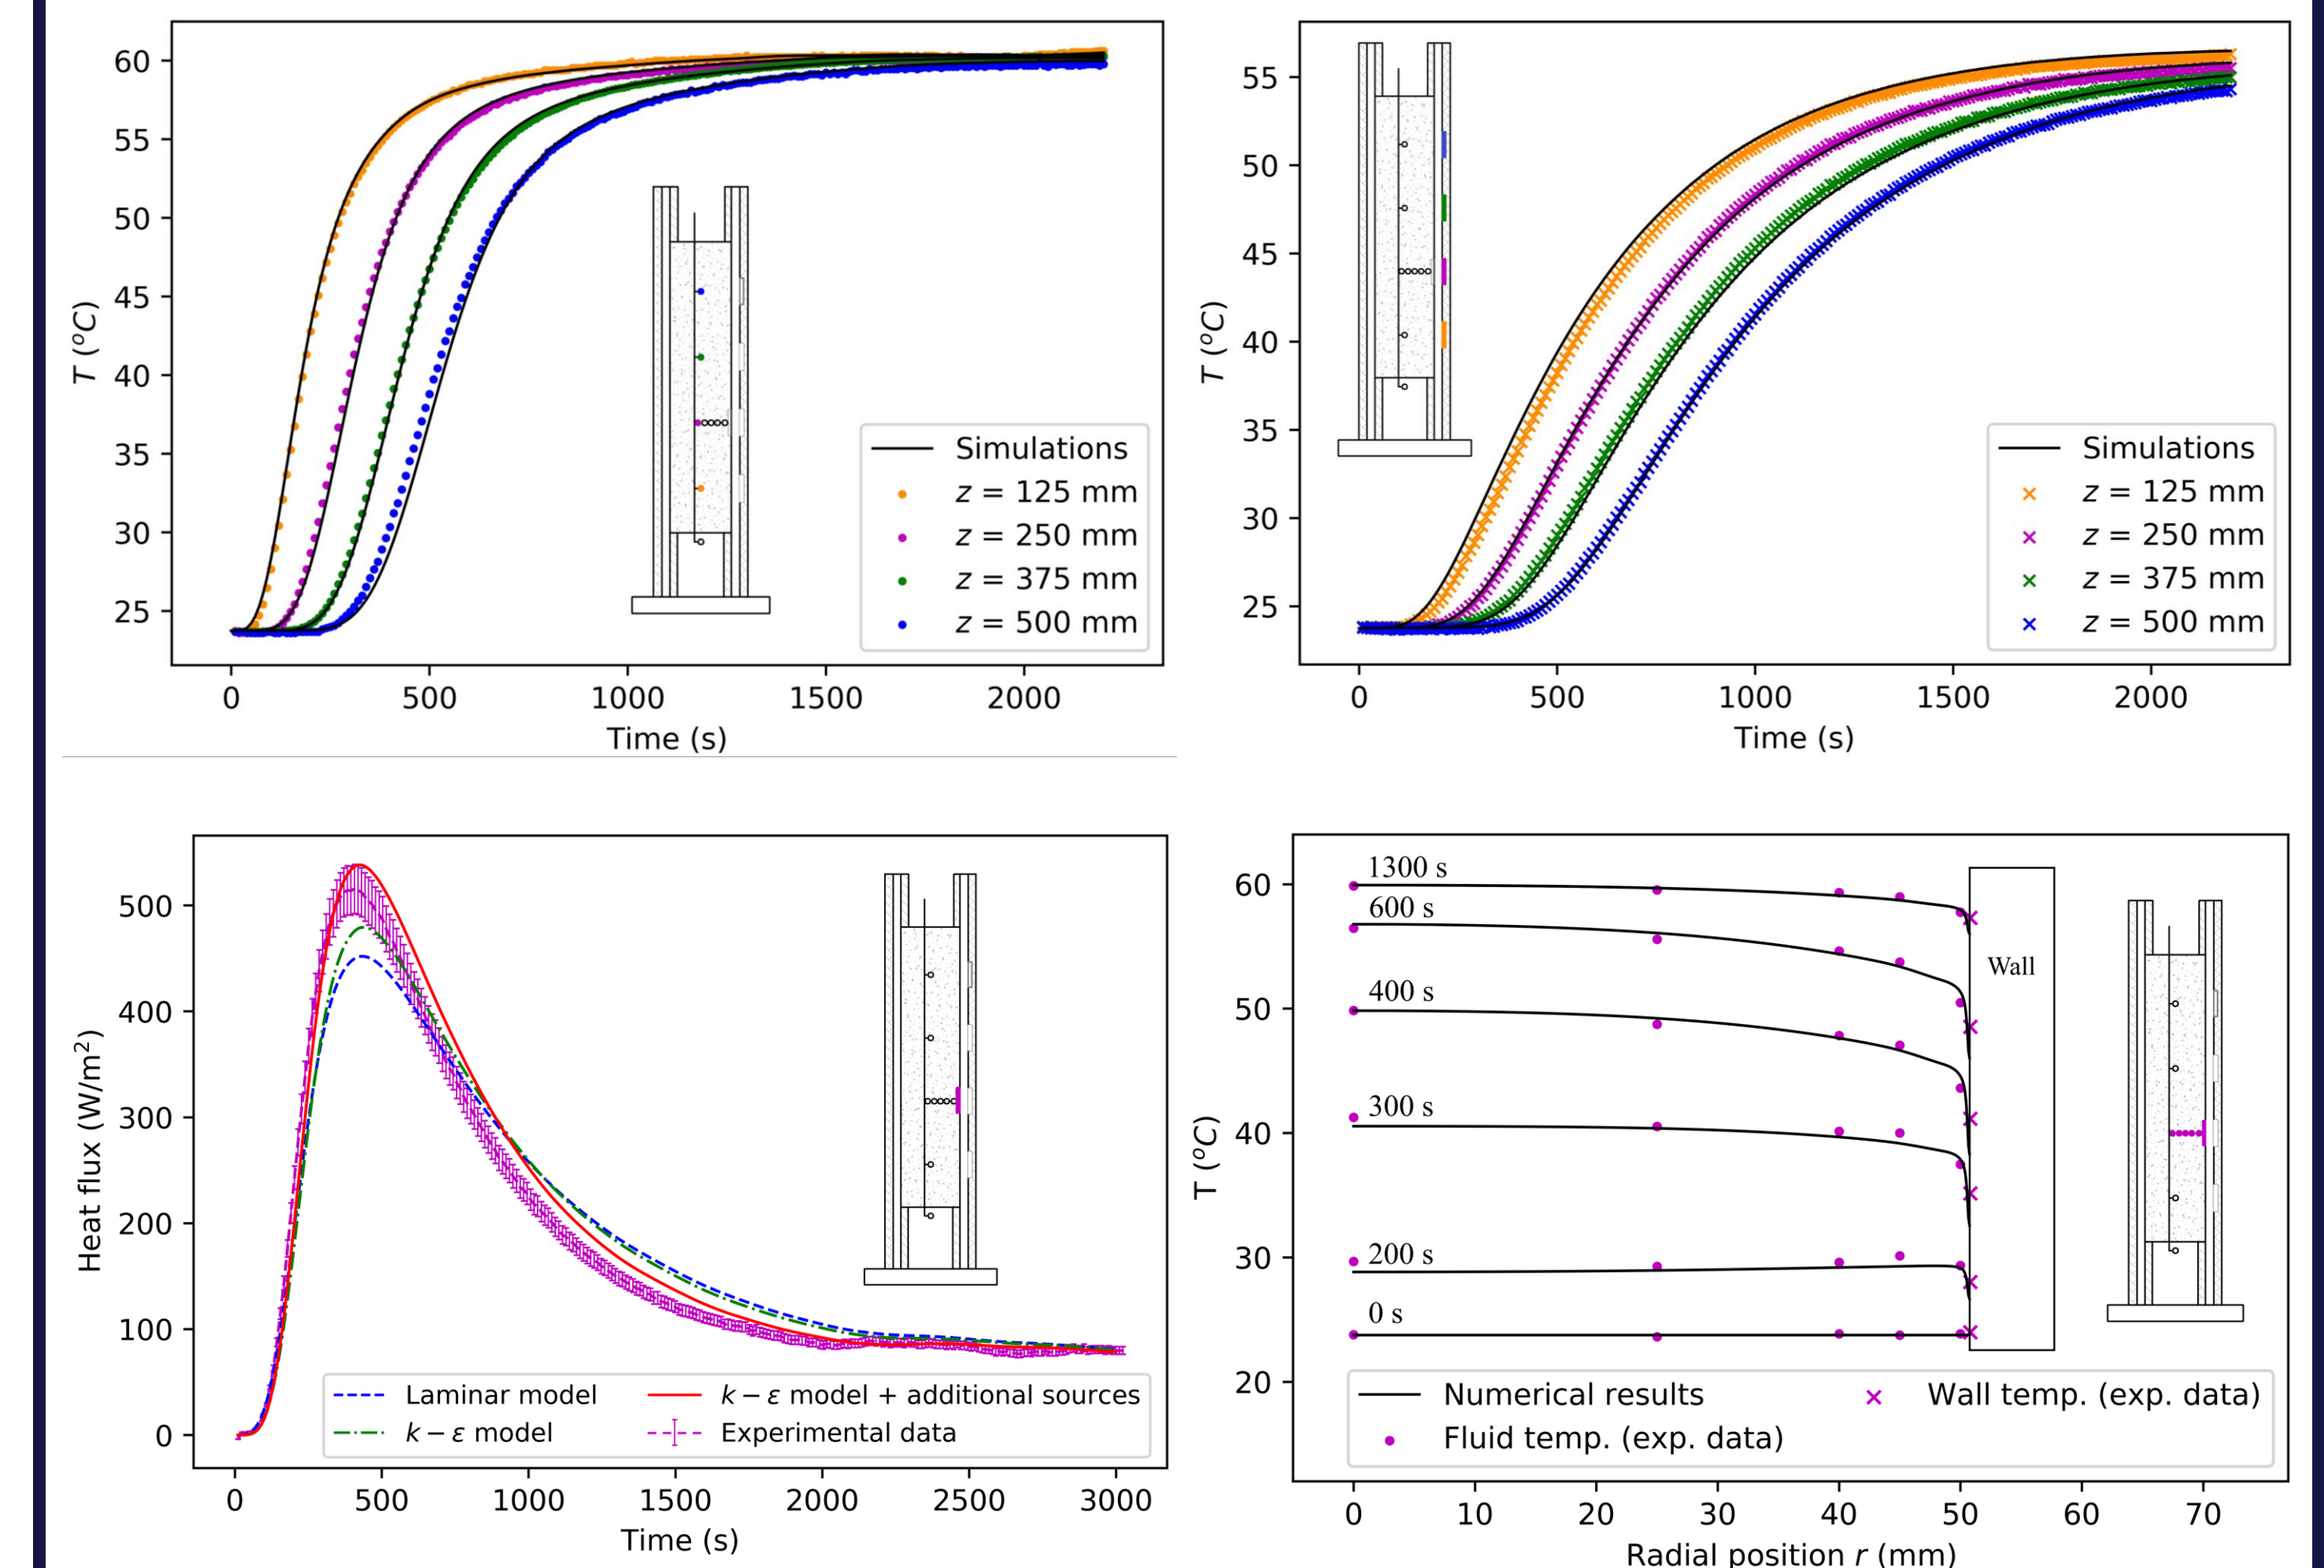 60
55
50
45
40
35
30
25
T (°C)
Simulations
z = 125 mm
z = 250 mm
z = 375 mm
z = 500 mm
0 500 1000 1500 2000
Time (s)
55
50
45
40
35
30
25
T (°C)
Simulations
z = 125 mm
z = 250 mm
z = 375 mm
z = 500 mm
0 500 1000 1500 2000
Time (s)
500
400
300
200
100
0
Heat flux (W/m²)
Laminar model
k − ε model
k − ε model + additional sources
Experimental data
0 500 1000 1500 2000 2500 3000
Time (s)
60
50
40
30
20
T (°C)
1300 s
600 s
400 s
300 s
200 s
0 s
Wall
Numerical results
Fluid temp. (exp. data)
Wall temp. (exp. data)
0 10 20 30 40 50 60 70
Radial position r (mm)